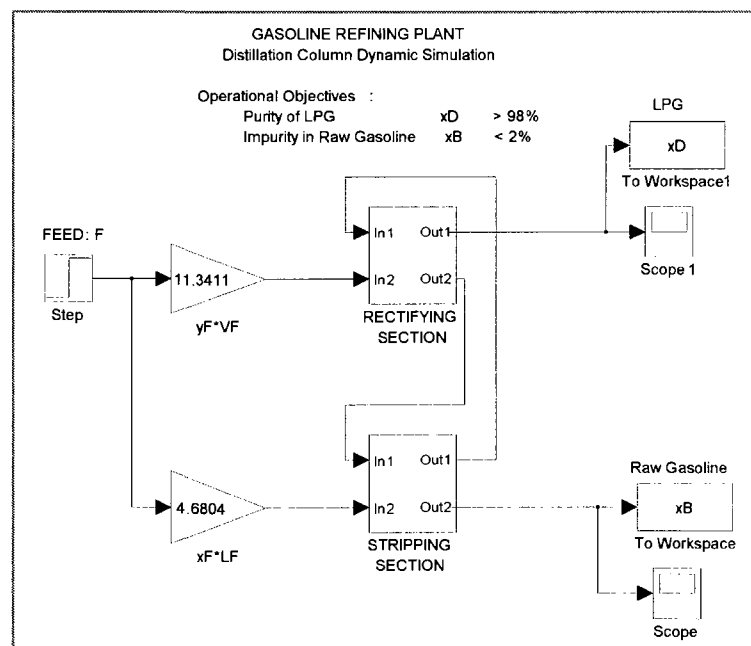 GASOLINE REFINING PLANT
Distillation Column Dynamic Simulation
Operational Objectives :
Purity of LPG xD > 98%
Impurity in Raw Gasoline xB < 2%
LPG
xD
To Workspace1
In1 Out1
FEED: F
Scope 1
11.3411
In2 Out2
Step
yF*VF
RECTIFYING
SECTION
In1 Out1
Raw Gasoline
4.6804
In2 Out2
xB
xF*LF
STRIPPING
SECTION
To Workspace
Scope